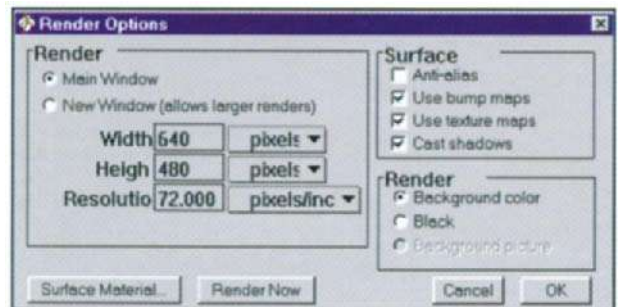 Render Options
Render
Main Window
New Window (allows larger renders)
Width 640 pixels
Heigh 480 pixels
Resolutio 72.000 pixels/inc
Surface
Anti-alias
Use bump maps
Use texture maps
Cast shadows
Render
Background color
Black
Background picture
Surface Material...
Render Now
Cancel
OK